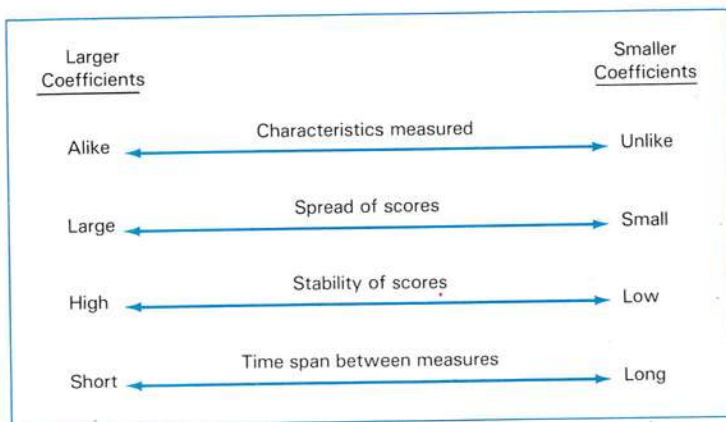 Larger
Coefficients
Smaller
Coefficients
Alike
Characteristics measured
Unlike
Large
Spread of scores
Small
High
Stability of scores
Low
Short
Time span between measures
Long